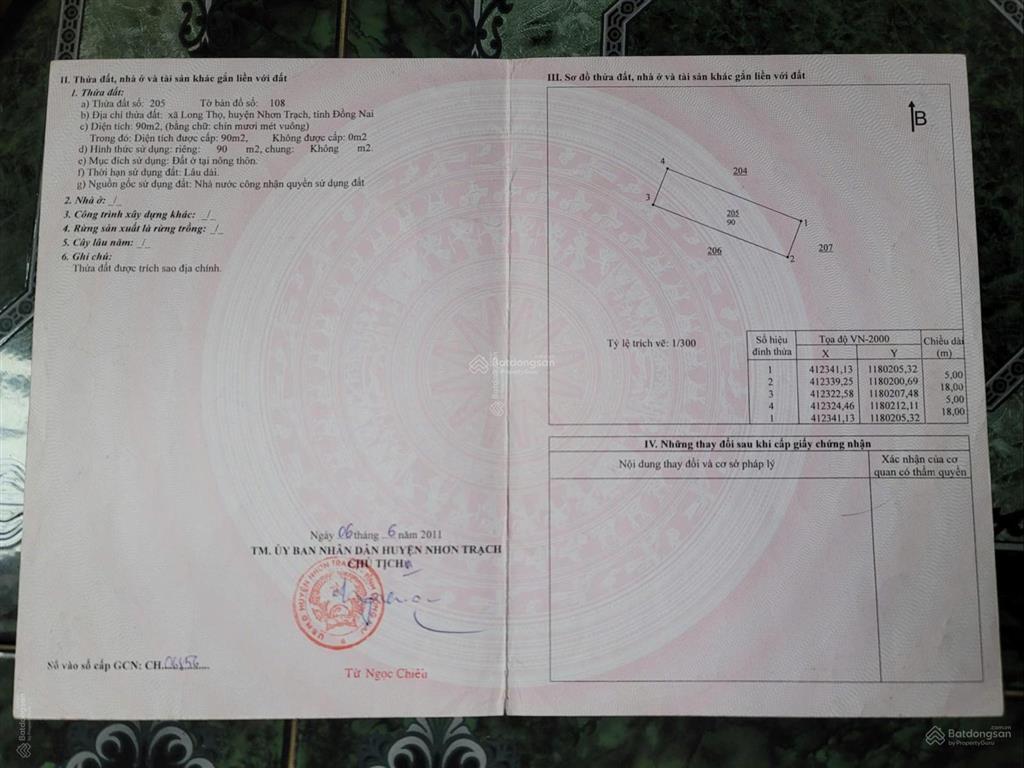 II. Thửa đất, nhà ở và tài sản khác gắn liền với đất
1. Thửa đất:
a) Thửa đất số: 205 Tờ bản đồ số: 108
b) Địa chỉ thửa đất: xã Long Thọ, huyện Nhơn Trạch, tỉnh Đồng Nai
c) Diện tích: 90m2, (bằng chữ: chín mươi mét vuông)
Trong đó: Diện tích được cấp: 90m2, Không được cấp: 0m2
d) Hình thức sử dụng: riêng: 90 m2, chung: Không m2.
e) Mục đích sử dụng: Đất ở tại nông thôn.
f) Thời hạn sử dụng đất: Lâu dài.
g) Nguồn gốc sử dụng đất: Nhà nước công nhận quyền sử dụng đất
2. Nhà ở: _/_
3. Công trình xây dựng khác: _/_
4. Rừng sản xuất là rừng trồng: _/_
5. Cây lâu năm: _/_
6. Ghi chú:
Thửa đất được trích sao địa chính.
Ngày 06 tháng 6 năm 2011
TM. ỦY BAN NHÂN DÂN HUYỆN NHƠN TRẠCH
CHỦ TỊCH
Từ Ngọc Chiêu
Số vào sổ cấp GCN: CH
III. Sơ đồ thửa đất, nhà ở và tài sản khác gắn liền với đất
B
4
204
3
205
90
1
206
207
2
Tỷ lệ trích vẽ: 1/300
Số hiệu đỉnh thửa Tọa độ VN-2000 Chiều dài (m)
X Y
1 412341,13 1180205,32
5,00
2 412339,25 1180200,69
18,00
3 412322,58 1180207,48
5,00
4 412324,46 1180212,11
18,00
1 412341,13 1180205,32
IV. Những thay đổi sau khi cấp giấy chứng nhận
Nội dung thay đổi và cơ sở pháp lý
Xác nhận của cơ
quan có thẩm quyền
Batdongsan
by PropertyGuru
Batdongsan
by PropertyGuru